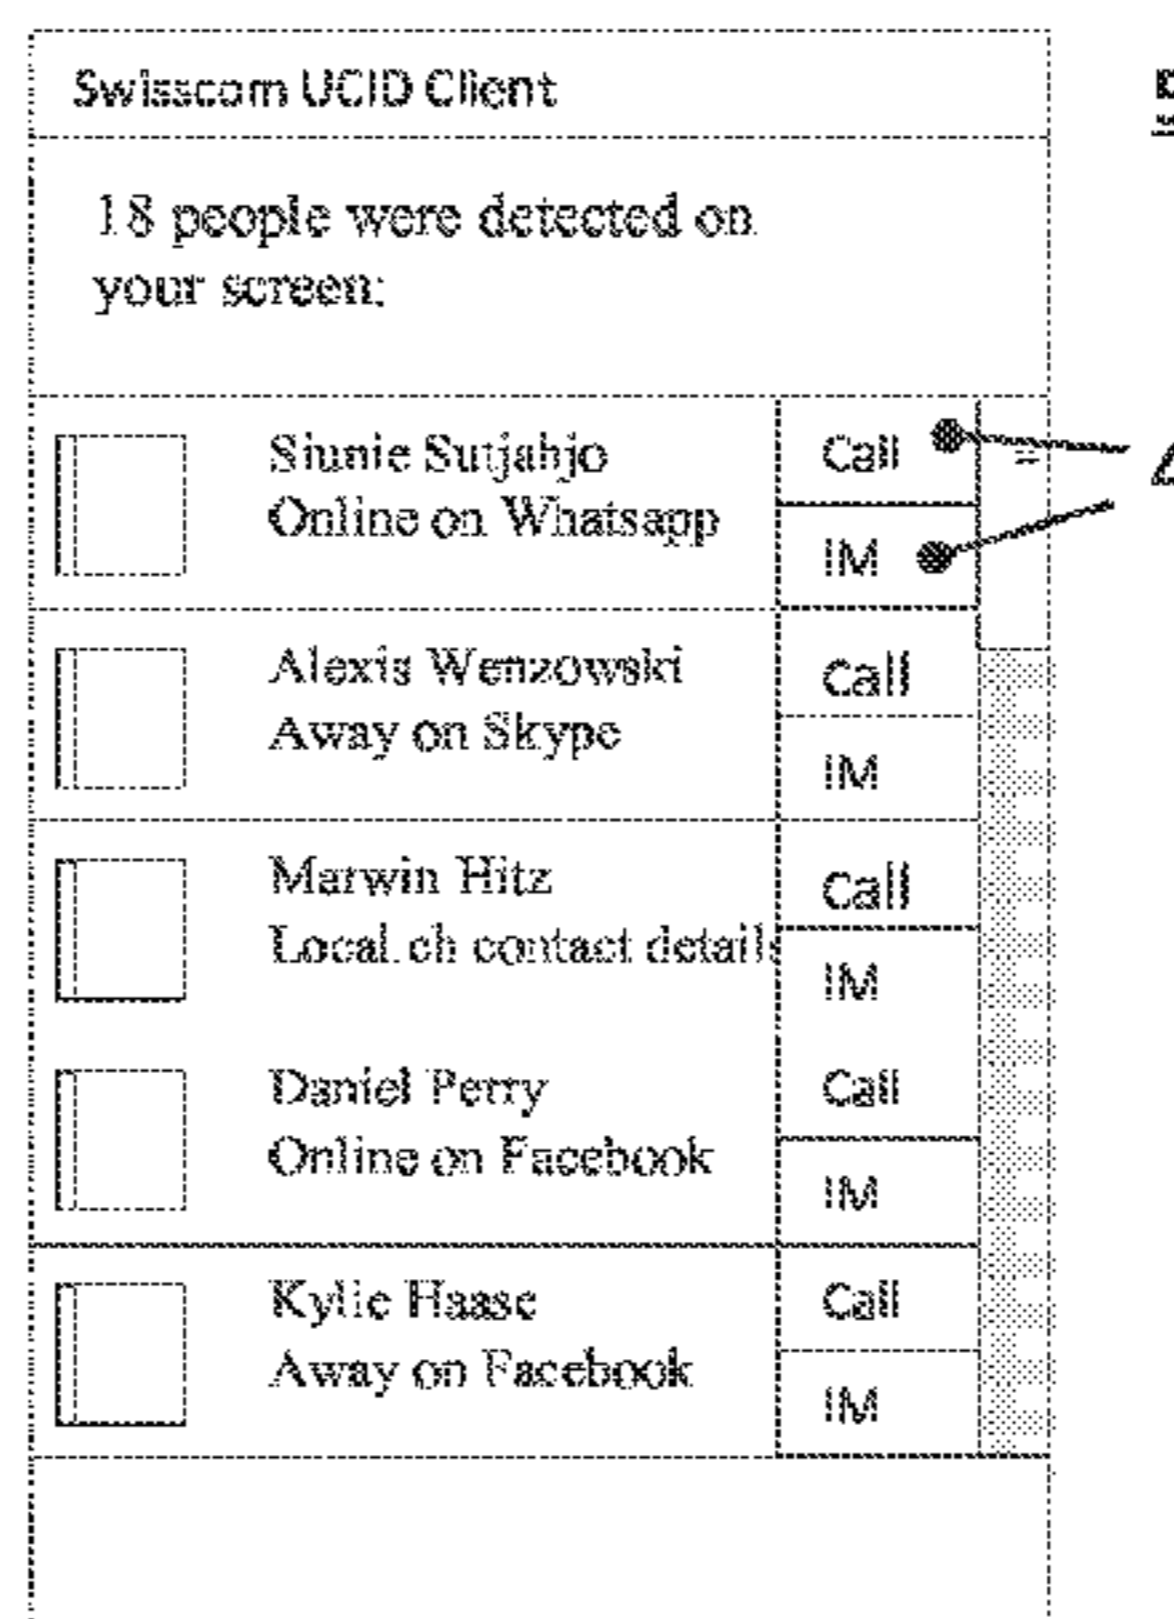 Swisscom UCID Client
18 people were detected on
your screen:
Siunie Sutjahjo
Online on Whatsapp
Call
IM
Alexis Wenzowski
Away on Skype
Call
IM
Marwin Hitz
Local.ch contact details
Call
IM
Daniel Perry
Online on Facebook
Call
IM
Kylie Haase
Away on Facebook
Call
IM